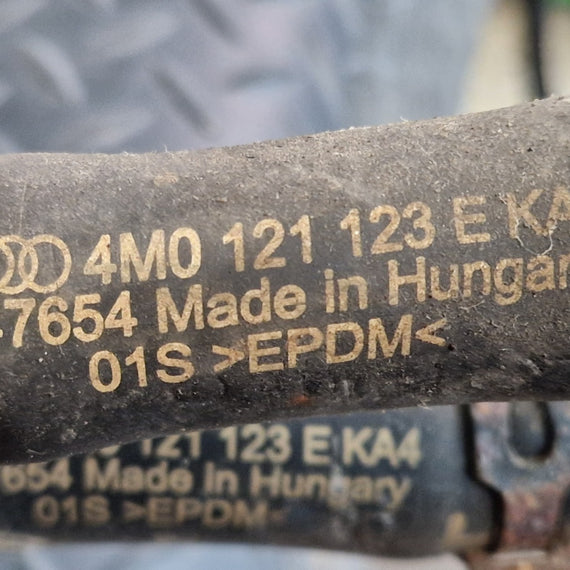 4M0 121 123 E KA
7654 Made in Hungar
01S >EPDM<
121 123 E KA4
654 Made in Hungary
01S >EPDM<